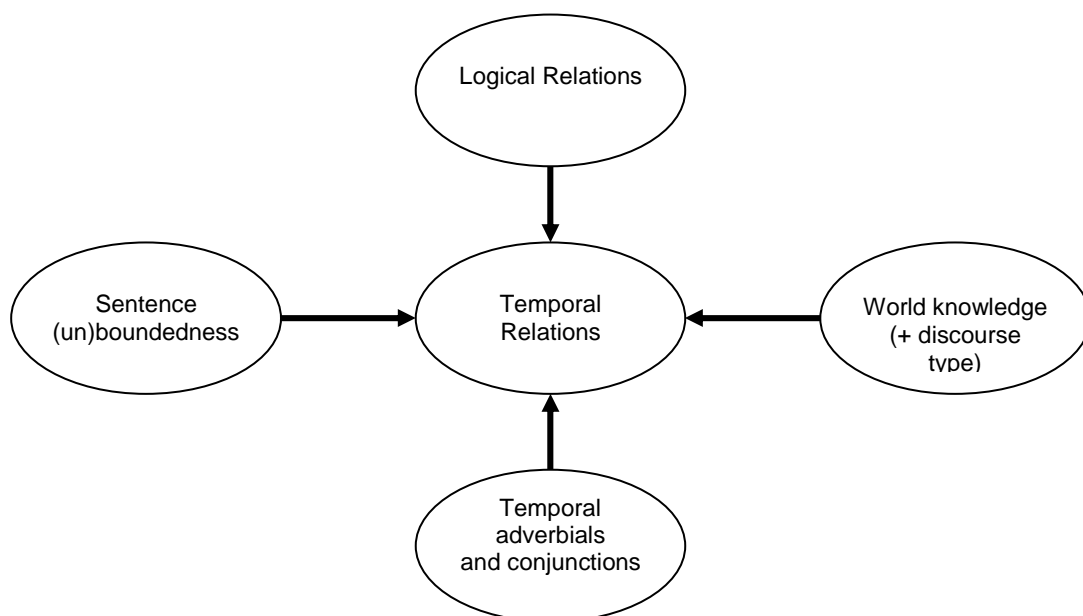 Logical Relations
Sentence
(un)boundedness
Temporal
Relations
World knowledge
(+ discourse
type)
Temporal
adverbials
and conjunctions